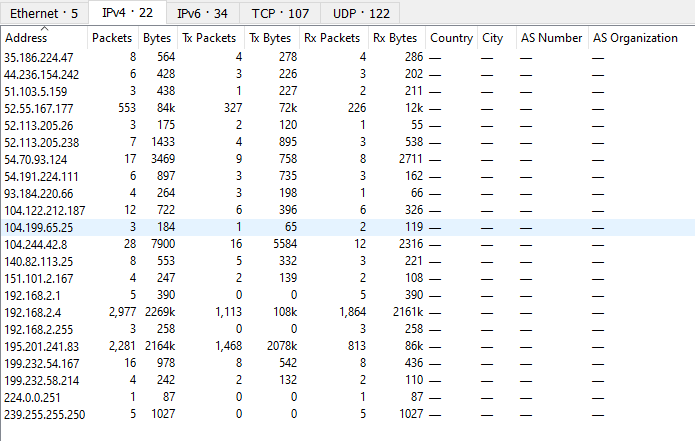 Ethernet · 5 IPv4 · 22 IPv6 · 34 TCP · 107 UDP · 122
Address Packets Bytes Tx Packets Tx Bytes Rx Packets Rx Bytes Country City AS Number AS Organization
35.186.224.47 8 564 4 278 4 286 — — — —
44.236.154.242 6 428 3 226 3 202 — — — —
51.103.5.159 3 438 1 227 2 211 — — — —
52.55.167.177 553 84k 327 72k 226 12k — — — —
52.113.205.26 3 175 2 120 1 55 — — — —
52.113.205.238 7 1433 4 895 3 538 — — — —
54.70.93.124 17 3469 9 758 8 2711 — — — —
54.191.224.111 6 897 3 735 3 162 — — — —
93.184.220.66 4 264 3 198 1 66 — — — —
104.122.212.187 12 722 6 396 6 326 — — — —
104.199.65.25 3 184 1 65 2 119 — — — —
104.244.42.8 28 7900 16 5584 12 2316 — — — —
140.82.113.25 8 553 5 332 3 221 — — — —
151.101.2.167 4 247 2 139 2 108 — — — —
192.168.2.1 5 390 0 0 5 390 — — — —
192.168.2.4 2,977 2269k 1,113 108k 1,864 2161k — — — —
192.168.2.255 3 258 0 0 3 258 — — — —
195.201.241.83 2,281 2164k 1,468 2078k 813 86k — — — —
199.232.54.167 16 978 8 542 8 436 — — — —
199.232.58.214 4 242 2 132 2 110 — — — —
224.0.0.251 1 87 0 0 1 87 — — — —
239.255.255.250 5 1027 0 0 5 1027 — — — —